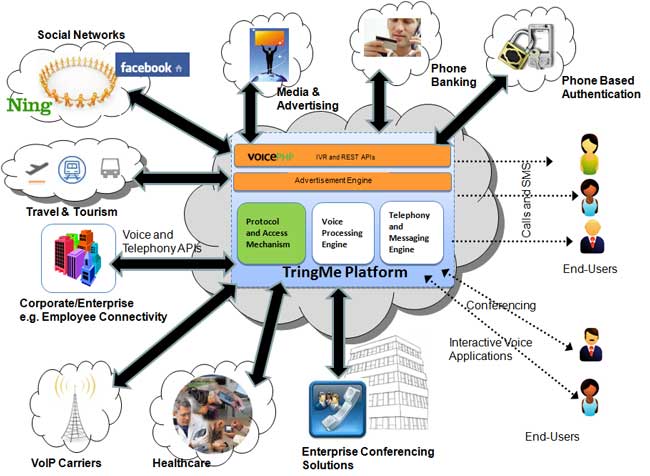 Social Networks
facebook
Ning
Media &
Advertising
Phone
Banking
Phone Based
Authentication
VOICEPHP IVR and REST APIs
Advertisement Engine
Travel & Tourism
Protocol
and Access
Mechanism
Voice
Processing
Engine
Telephony
and
Messaging
Engine
TringMe Platform
Calls and SMS
End-Users
Voice and
Telephony APIs
Corporate/Enterprise
e.g. Employee Connectivity
Conferencing
Interactive Voice
Applications
End-Users
VoIP Carriers
Healthcare
Enterprise Conferencing
Solutions